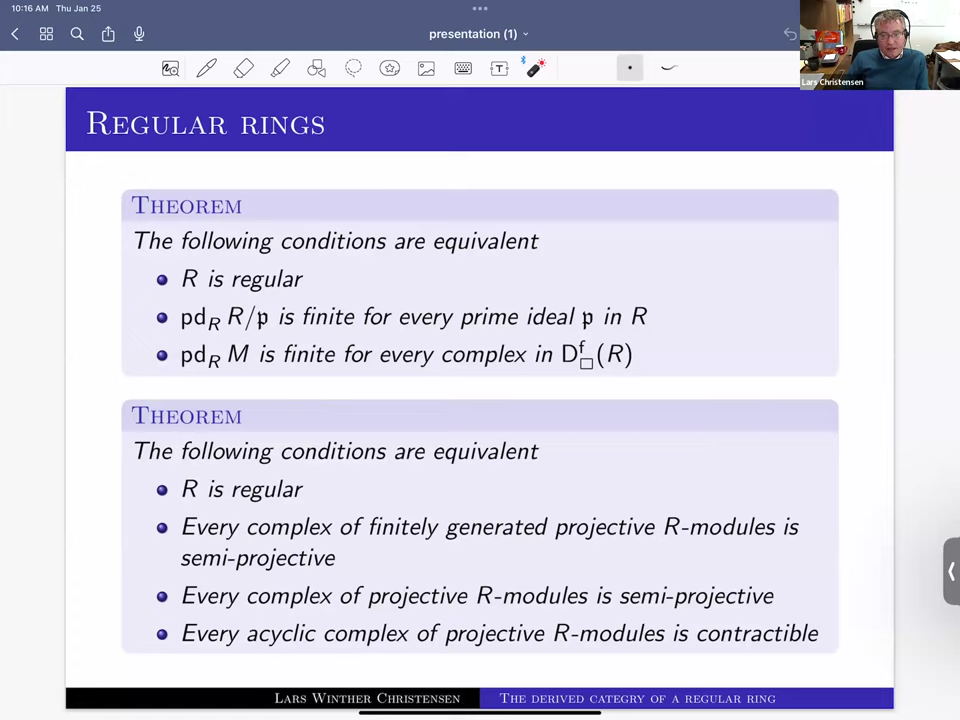 10:16 AM Thu Jan 25
presentation (1)
Lars Christensen
REGULAR RINGS
THEOREM
The following conditions are equivalent
R is regular
pd_R R/𝔭 is finite for every prime ideal 𝔭 in R
pd_R M is finite for every complex in D^f_□(R)
THEOREM
The following conditions are equivalent
R is regular
Every complex of finitely generated projective R-modules is
semi-projective
Every complex of projective R-modules is semi-projective
Every acyclic complex of projective R-modules is contractible
LARS WINTHER CHRISTENSEN THE DERIVED CATEGRY OF A REGULAR RING